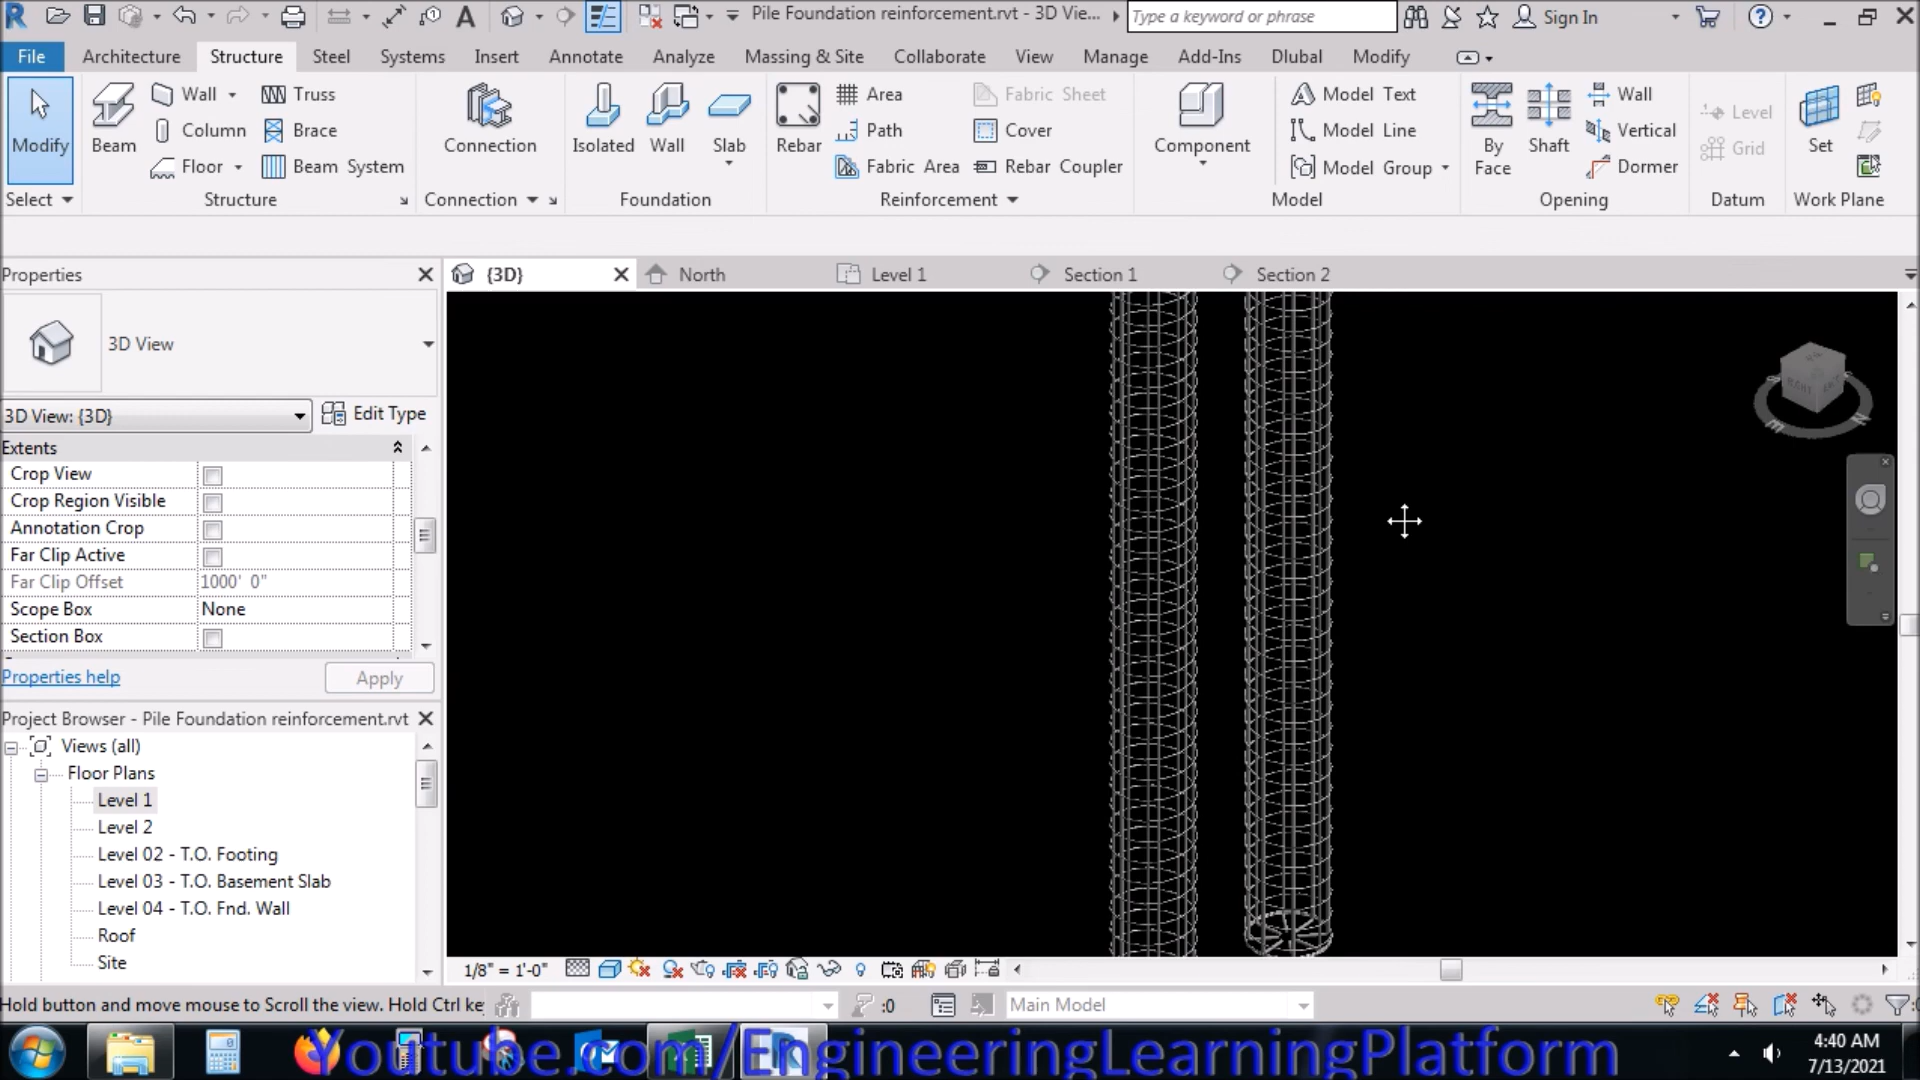 Pile Foundation reinforcement.rvt - 3D Vie...
Type a keyword or phrase
Sign In
File Architecture Structure Steel Systems Insert Annotate Analyze Massing & Site Collaborate View Manage Add-Ins Dlubal Modify
Modify
Beam
Wall
Column
Floor
Truss
Brace
Beam System
Connection
Isolated
Wall
Slab
Rebar
Area
Path
Fabric Area
Fabric Sheet
Cover
Rebar Coupler
Component
Model Text
Model Line
Model Group
By Face
Shaft
Wall
Vertical
Dormer
Level
Grid
Set
Select Structure Connection Foundation Reinforcement Model Opening Datum Work Plane
Properties
{3D} North Level 1 Section 1 Section 2
3D View
3D View: {3D} Edit Type
Extents
Crop View
Crop Region Visible
Annotation Crop
Far Clip Active
Far Clip Offset 1000' 0"
Scope Box None
Section Box
Properties help Apply
Project Browser - Pile Foundation reinforcement.rvt
Views (all)
Floor Plans
Level 1
Level 2
Level 02 - T.O. Footing
Level 03 - T.O. Basement Slab
Level 04 - T.O. Fnd. Wall
Roof
Site
1/8" = 1'-0"
Hold button and move mouse to Scroll the view. Hold Ctrl ke
:0
Main Model
:0
Youtube.com/EngineeringLearningPlatform
4:40 AM
7/13/2021